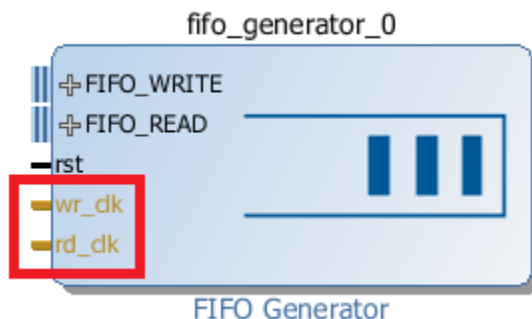 fifo_generator_0
FIFO_WRITE
FIFO_READ
rst
wr_clk
rd_clk
FIFO Generator